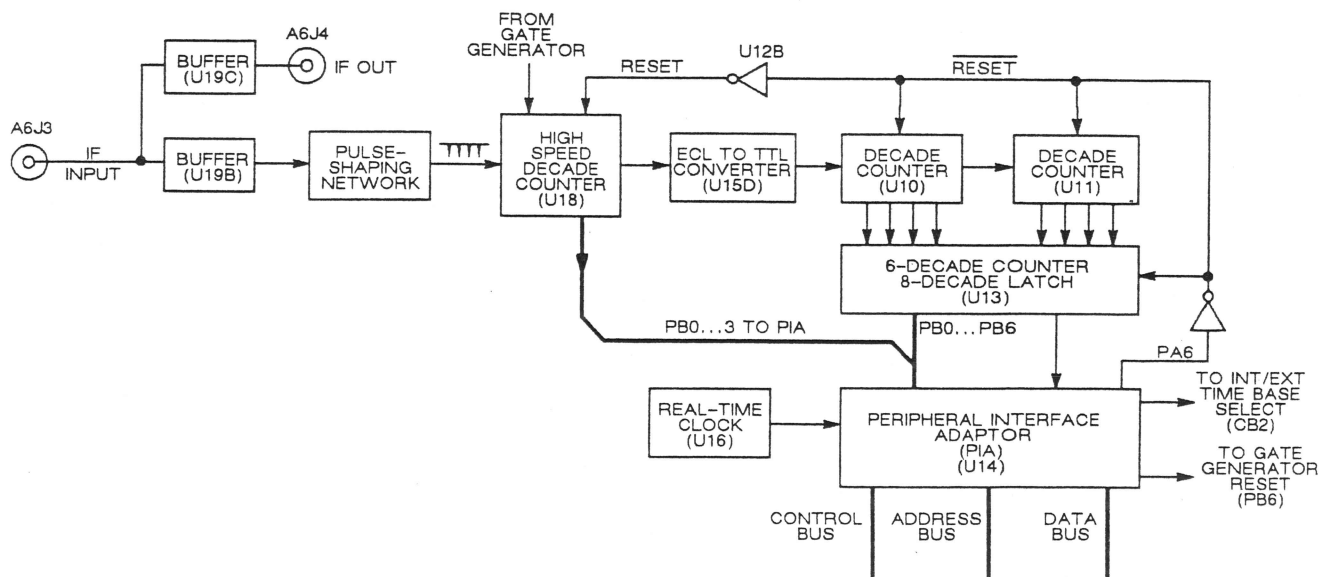 FROM
GATE
GENERATOR
A6J4
BUFFER
(U19C)
IF OUT
U12B
RESET
RESET
A6J3
IF
INPUT
BUFFER
(U19B)
PULSE-
SHAPING
NETWORK
HIGH
SPEED
DECADE
COUNTER
(U18)
ECL TO TTL
CONVERTER
(U15D)
DECADE
COUNTER
(U10)
DECADE
COUNTER
(U11)
6-DECADE COUNTER
8-DECADE LATCH
(U13)
PB0...3 TO PIA
PB0...PB6
PA6
TO INT/EXT
TIME BASE
SELECT
(CB2)
REAL-TIME
CLOCK
(U16)
PERIPHERAL INTERFACE
ADAPTOR
(PIA)
(U14)
TO GATE
GENERATOR
RESET
(PB6)
CONTROL
BUS
ADDRESS
BUS
DATA
BUS